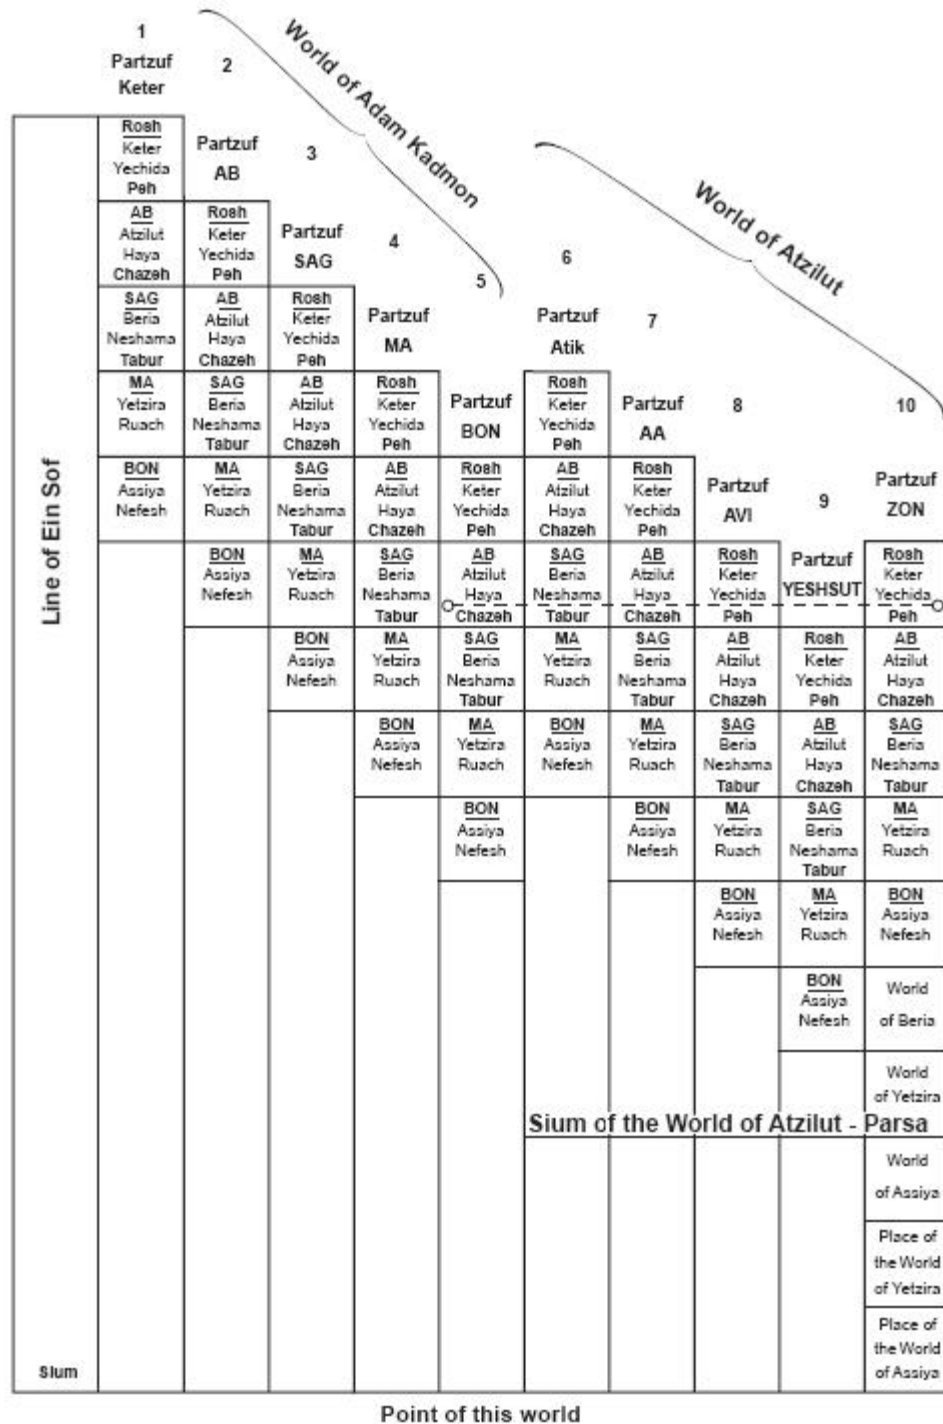 1
Partzuf
Keter
2
Partzuf
AB
3
Partzuf
SAG
4
Partzuf
MA
5
Partzuf
BON
World of Adam Kadmon
6
Partzuf
Atik
7
Partzuf
AA
8
Partzuf
AVI
9
Partzuf
YESHSUT
10
Partzuf
ZON
World of Atzilut
Line of Ein Sof
Sium
Rosh
Keter
Yechida
Peh
AB
Atzilut
Haya
Chazeh
SAG
Beria
Neshama
Tabur
MA
Yetzira
Ruach
BON
Assiya
Nefesh
Rosh
Keter
Yechida
Peh
AB
Atzilut
Haya
Chazeh
SAG
Beria
Neshama
Tabur
MA
Yetzira
Ruach
BON
Assiya
Nefesh
Rosh
Keter
Yechida
Peh
AB
Atzilut
Haya
Chazeh
SAG
Beria
Neshama
Tabur
MA
Yetzira
Ruach
BON
Assiya
Nefesh
Rosh
Keter
Yechida
Peh
AB
Atzilut
Haya
Chazeh
SAG
Beria
Neshama
Tabur
MA
Yetzira
Ruach
BON
Assiya
Nefesh
Rosh
Keter
Yechida
Peh
AB
Atzilut
Haya
Chazeh
SAG
Beria
Neshama
Tabur
MA
Yetzira
Ruach
BON
Assiya
Nefesh
Rosh
Keter
Yechida
Peh
AB
Atzilut
Haya
Chazeh
SAG
Beria
Neshama
Tabur
MA
Yetzira
Ruach
BON
Assiya
Nefesh
Rosh
Keter
Yechida
Peh
AB
Atzilut
Haya
Chazeh
SAG
Beria
Neshama
Tabur
MA
Yetzira
Ruach
BON
Assiya
Nefesh
Rosh
Keter
Yechida
Peh
AB
Atzilut
Haya
Chazeh
SAG
Beria
Neshama
Tabur
MA
Yetzira
Ruach
BON
Assiya
Nefesh
Rosh
Keter
Yechida
Peh
AB
Atzilut
Haya
Chazeh
SAG
Beria
Neshama
Tabur
MA
Yetzira
Ruach
BON
Assiya
Nefesh
Rosh
Keter
Yechida
Peh
AB
Atzilut
Haya
Chazeh
SAG
Beria
Neshama
Tabur
MA
Yetzira
Ruach
BON
Assiya
Nefesh
World
of Beria
World
of Yetzira
Sium of the World of Atzilut - Parsa
World
of Assiya
Place of
the World
of Yetzira
Place of
the World
of Assiya
Point of this world